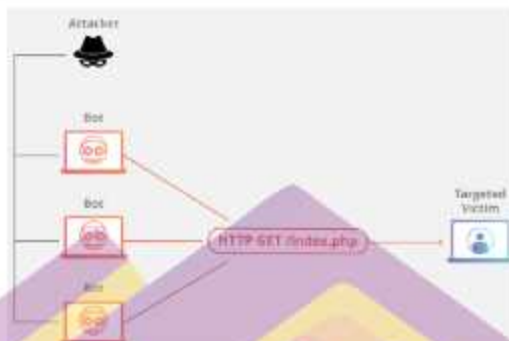 Attacker
Bot
Bot
Bot
HTTP GET /index.php
Targeted
Victim